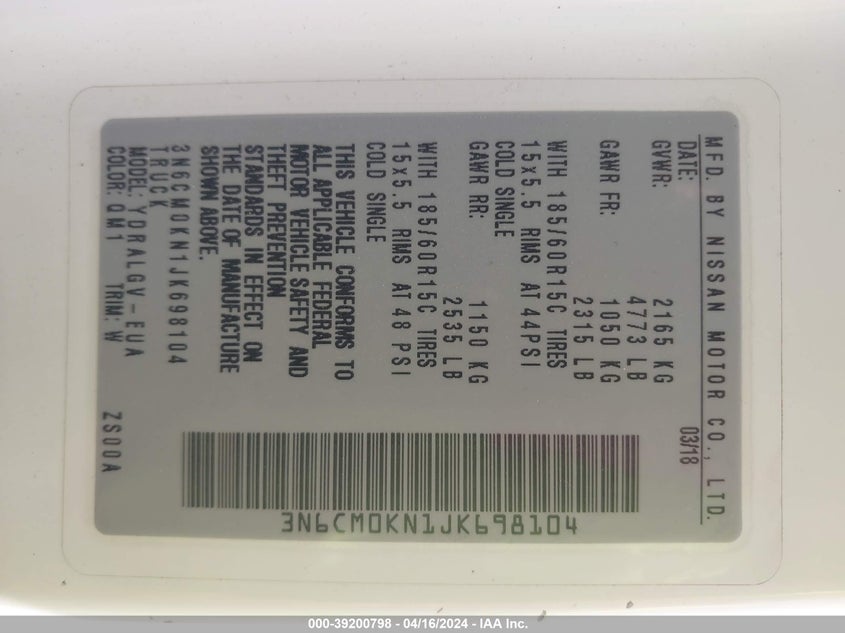 MFD. BY NISSAN MOTOR CO., LTD.
DATE: 03/18
GVWR: 2165 KG
4773 LB
GAWR FR: 1050 KG
2315 LB
WITH 185/60R15C TIRES
15x5.5 RIMS AT 44PSI
COLD SINGLE
GAWR RR: 1150 KG
2535 LB
WITH 185/60R15C TIRES
15x5.5 RIMS AT 48 PSI
COLD SINGLE
THIS VEHICLE CONFORMS TO
ALL APPLICABLE FEDERAL
MOTOR VEHICLE SAFETY AND
THEFT PREVENTION
STANDARDS IN EFFECT ON
THE DATE OF MANUFACTURE
SHOWN ABOVE.
3N6CM0KN1JK698104
TRUCK
MODEL: YDRALGV-EUA
COLOR: QM1 TRIM: W ZS00A
3N6CM0KN1JK698104
000-39200798 - 04/16/2024 - IAA Inc.